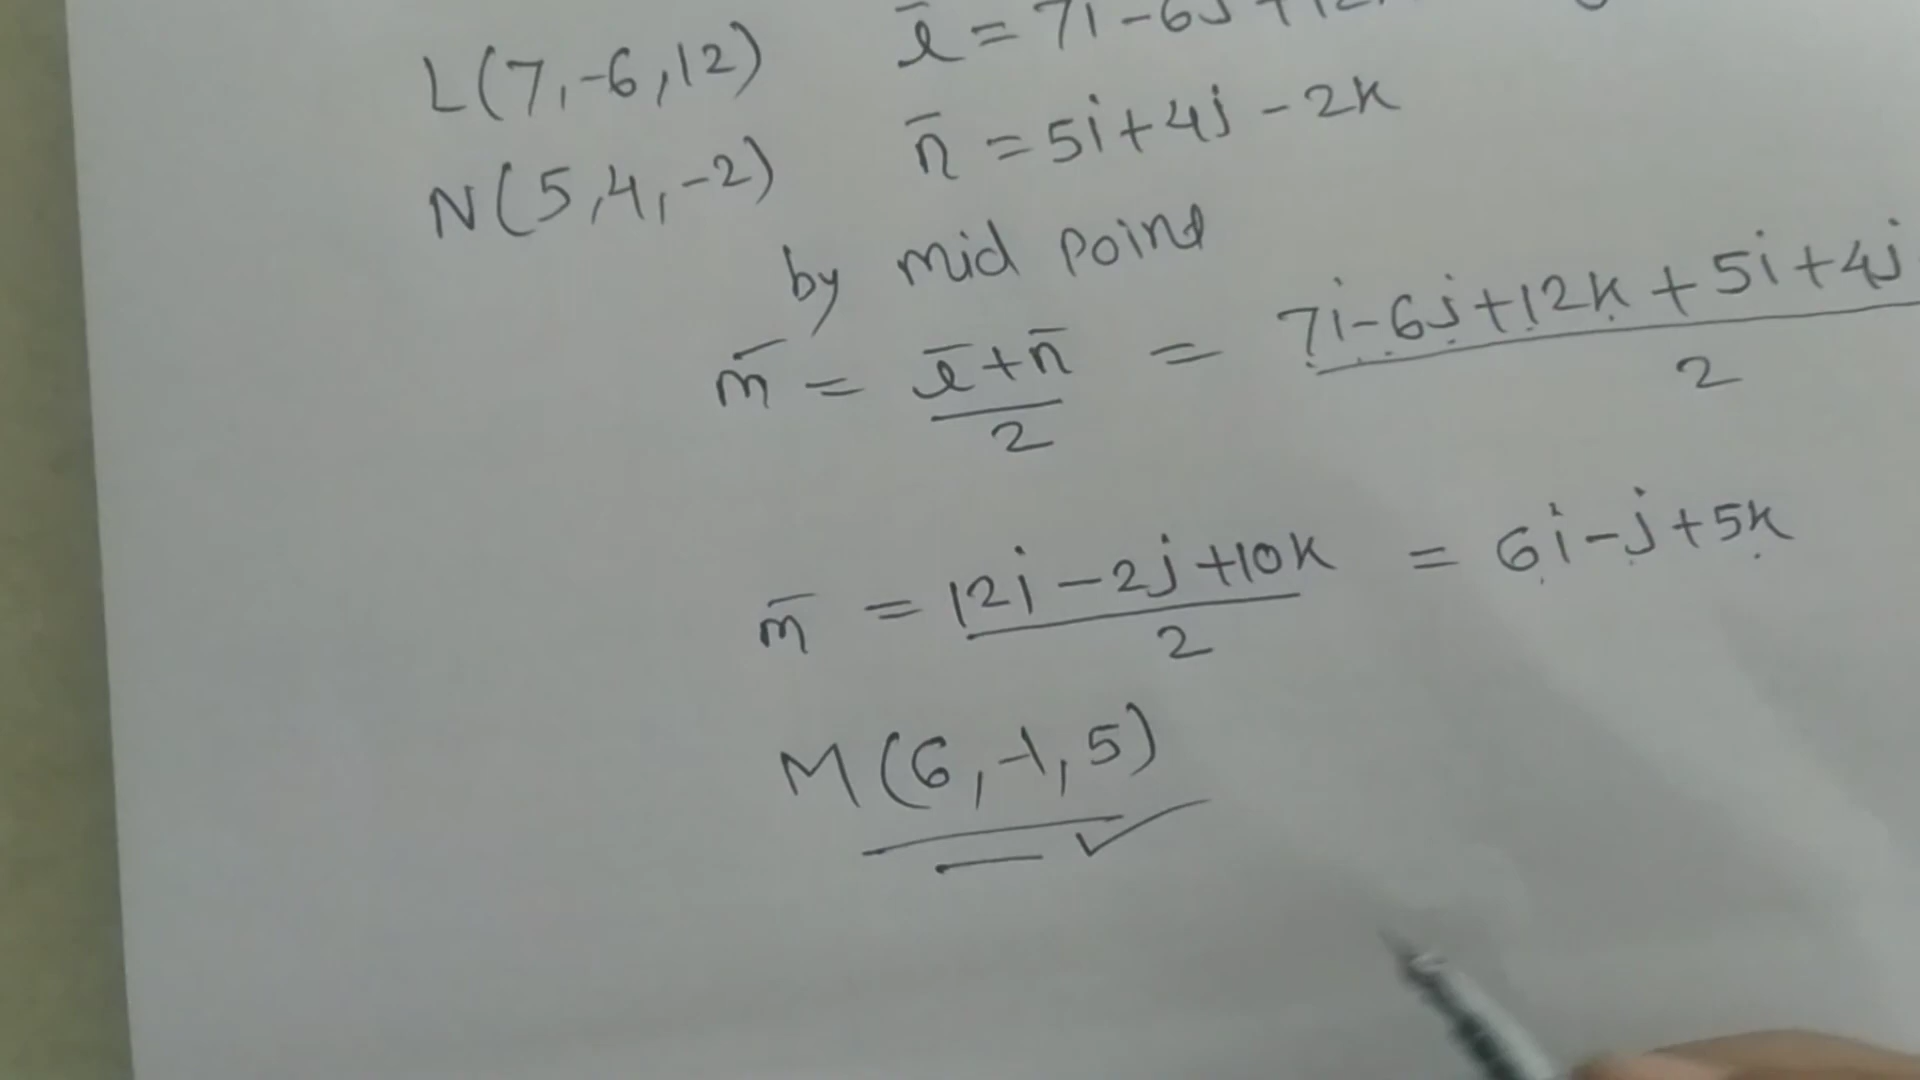 L(7,-6,12) l̄ = 7i-6j+12
N(5,4,-2) n̄ = 5i+4j-2k
by mid point
m̄ = (l̄+n̄)/2 = (7i-6j+12k+5i+4j)/2
m̄ = (12i-2j+10k)/2 = 6i-j+5k
M(6,-1,5)